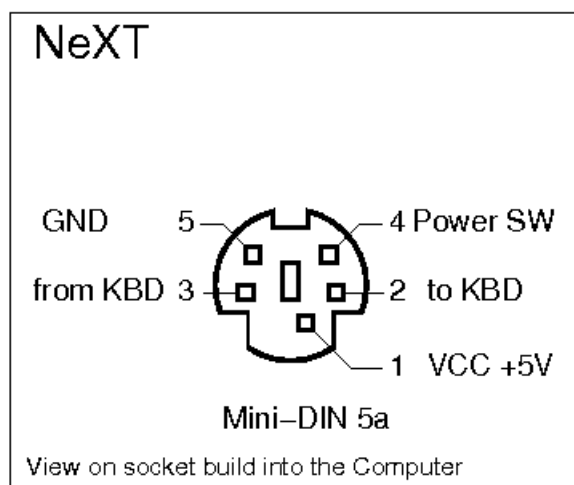 NeXT
GND 5 4 Power SW
from KBD 3 2 to KBD
1 VCC +5V
Mini-DIN 5a
View on socket build into the Computer